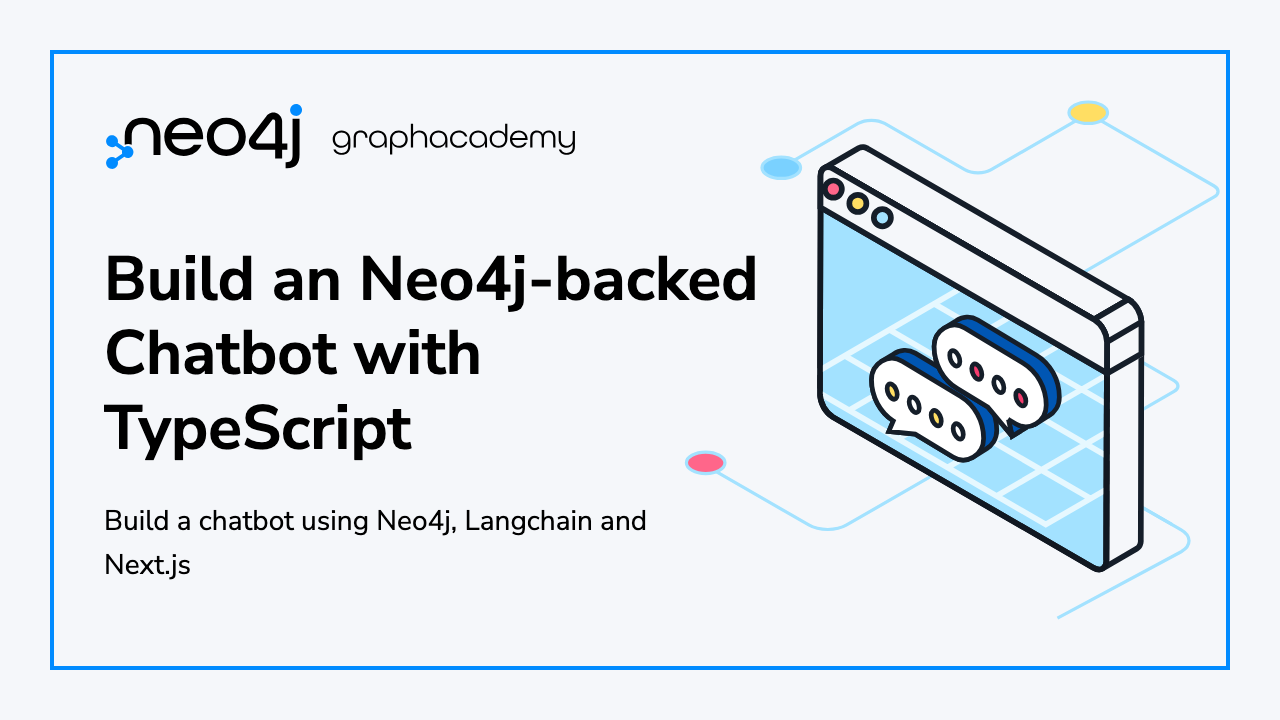 neo4j graphacademy
Build an Neo4j-backed
Chatbot with
TypeScript
Build a chatbot using Neo4j, Langchain and
Next.js